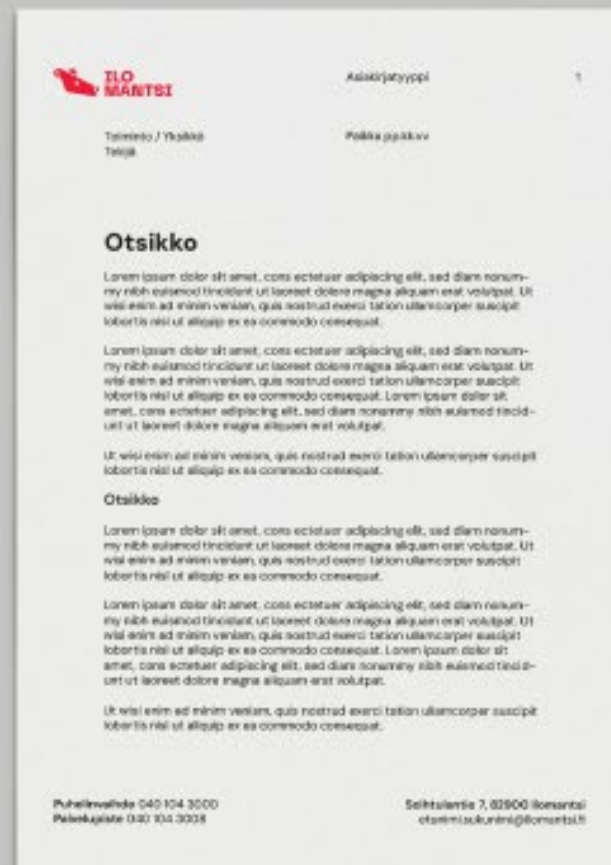 ILO
MANTSI
Asiakirjatyyppi
1
Toiminto / Yksikkö
Tekijä
Paikka pp.kk.vv
Otsikko
Lorem ipsum dolor sit amet, cons ectetuer adipiscing elit, sed diam nonum-
my nibh euismod tincidunt ut laoreet dolore magna aliquam erat volutpat. Ut
wisi enim ad minim veniam, quis nostrud exerci tation ullamcorper suscipit
lobortis nisl ut aliquip ex ea commodo consequat.
Lorem ipsum dolor sit amet, cons ectetuer adipiscing elit, sed diam nonum-
my nibh euismod tincidunt ut laoreet dolore magna aliquam erat volutpat. Ut
wisi enim ad minim veniam, quis nostrud exerci tation ullamcorper suscipit
lobortis nisl ut aliquip ex ea commodo consequat. Lorem ipsum dolor sit
amet, cons ectetuer adipiscing elit, sed diam nonummy nibh euismod tincid-
unt ut laoreet dolore magna aliquam erat volutpat.
Ut wisi enim ad minim veniam, quis nostrud exerci tation ullamcorper suscipit
lobortis nisl ut aliquip ex ea commodo consequat.
Otsikko
Lorem ipsum dolor sit amet, cons ectetuer adipiscing elit, sed diam nonum-
my nibh euismod tincidunt ut laoreet dolore magna aliquam erat volutpat. Ut
wisi enim ad minim veniam, quis nostrud exerci tation ullamcorper suscipit
lobortis nisl ut aliquip ex ea commodo consequat.
Lorem ipsum dolor sit amet, cons ectetuer adipiscing elit, sed diam nonum-
my nibh euismod tincidunt ut laoreet dolore magna aliquam erat volutpat. Ut
wisi enim ad minim veniam, quis nostrud exerci tation ullamcorper suscipit
lobortis nisl ut aliquip ex ea commodo consequat. Lorem ipsum dolor sit
amet, cons ectetuer adipiscing elit, sed diam nonummy nibh euismod tincid-
unt ut laoreet dolore magna aliquam erat volutpat.
Ut wisi enim ad minim veniam, quis nostrud exerci tation ullamcorper suscipit
lobortis nisl ut aliquip ex ea commodo consequat.
Puhelinvaihde 040 104 3000
Palvelupiste 040 104 3008
Soihtulantie 7, 82900 Ilomantsi
etunimi.sukunimi@ilomantsi.fi